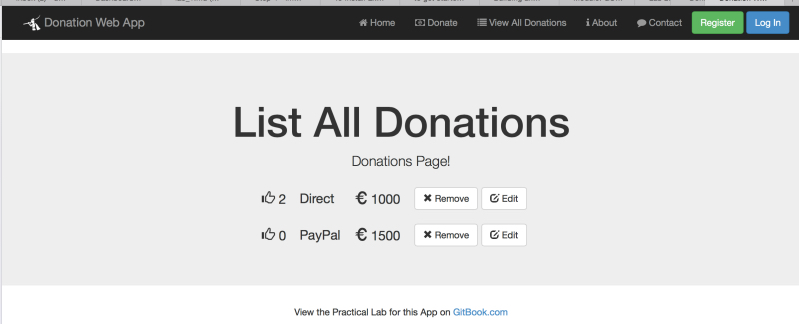 Donation Web App Home Donate View All Donations About Contact Register Log In
List All Donations
Donations Page!
2 Direct € 1000 Remove Edit
0 PayPal € 1500 Remove Edit
View the Practical Lab for this App on GitBook.com